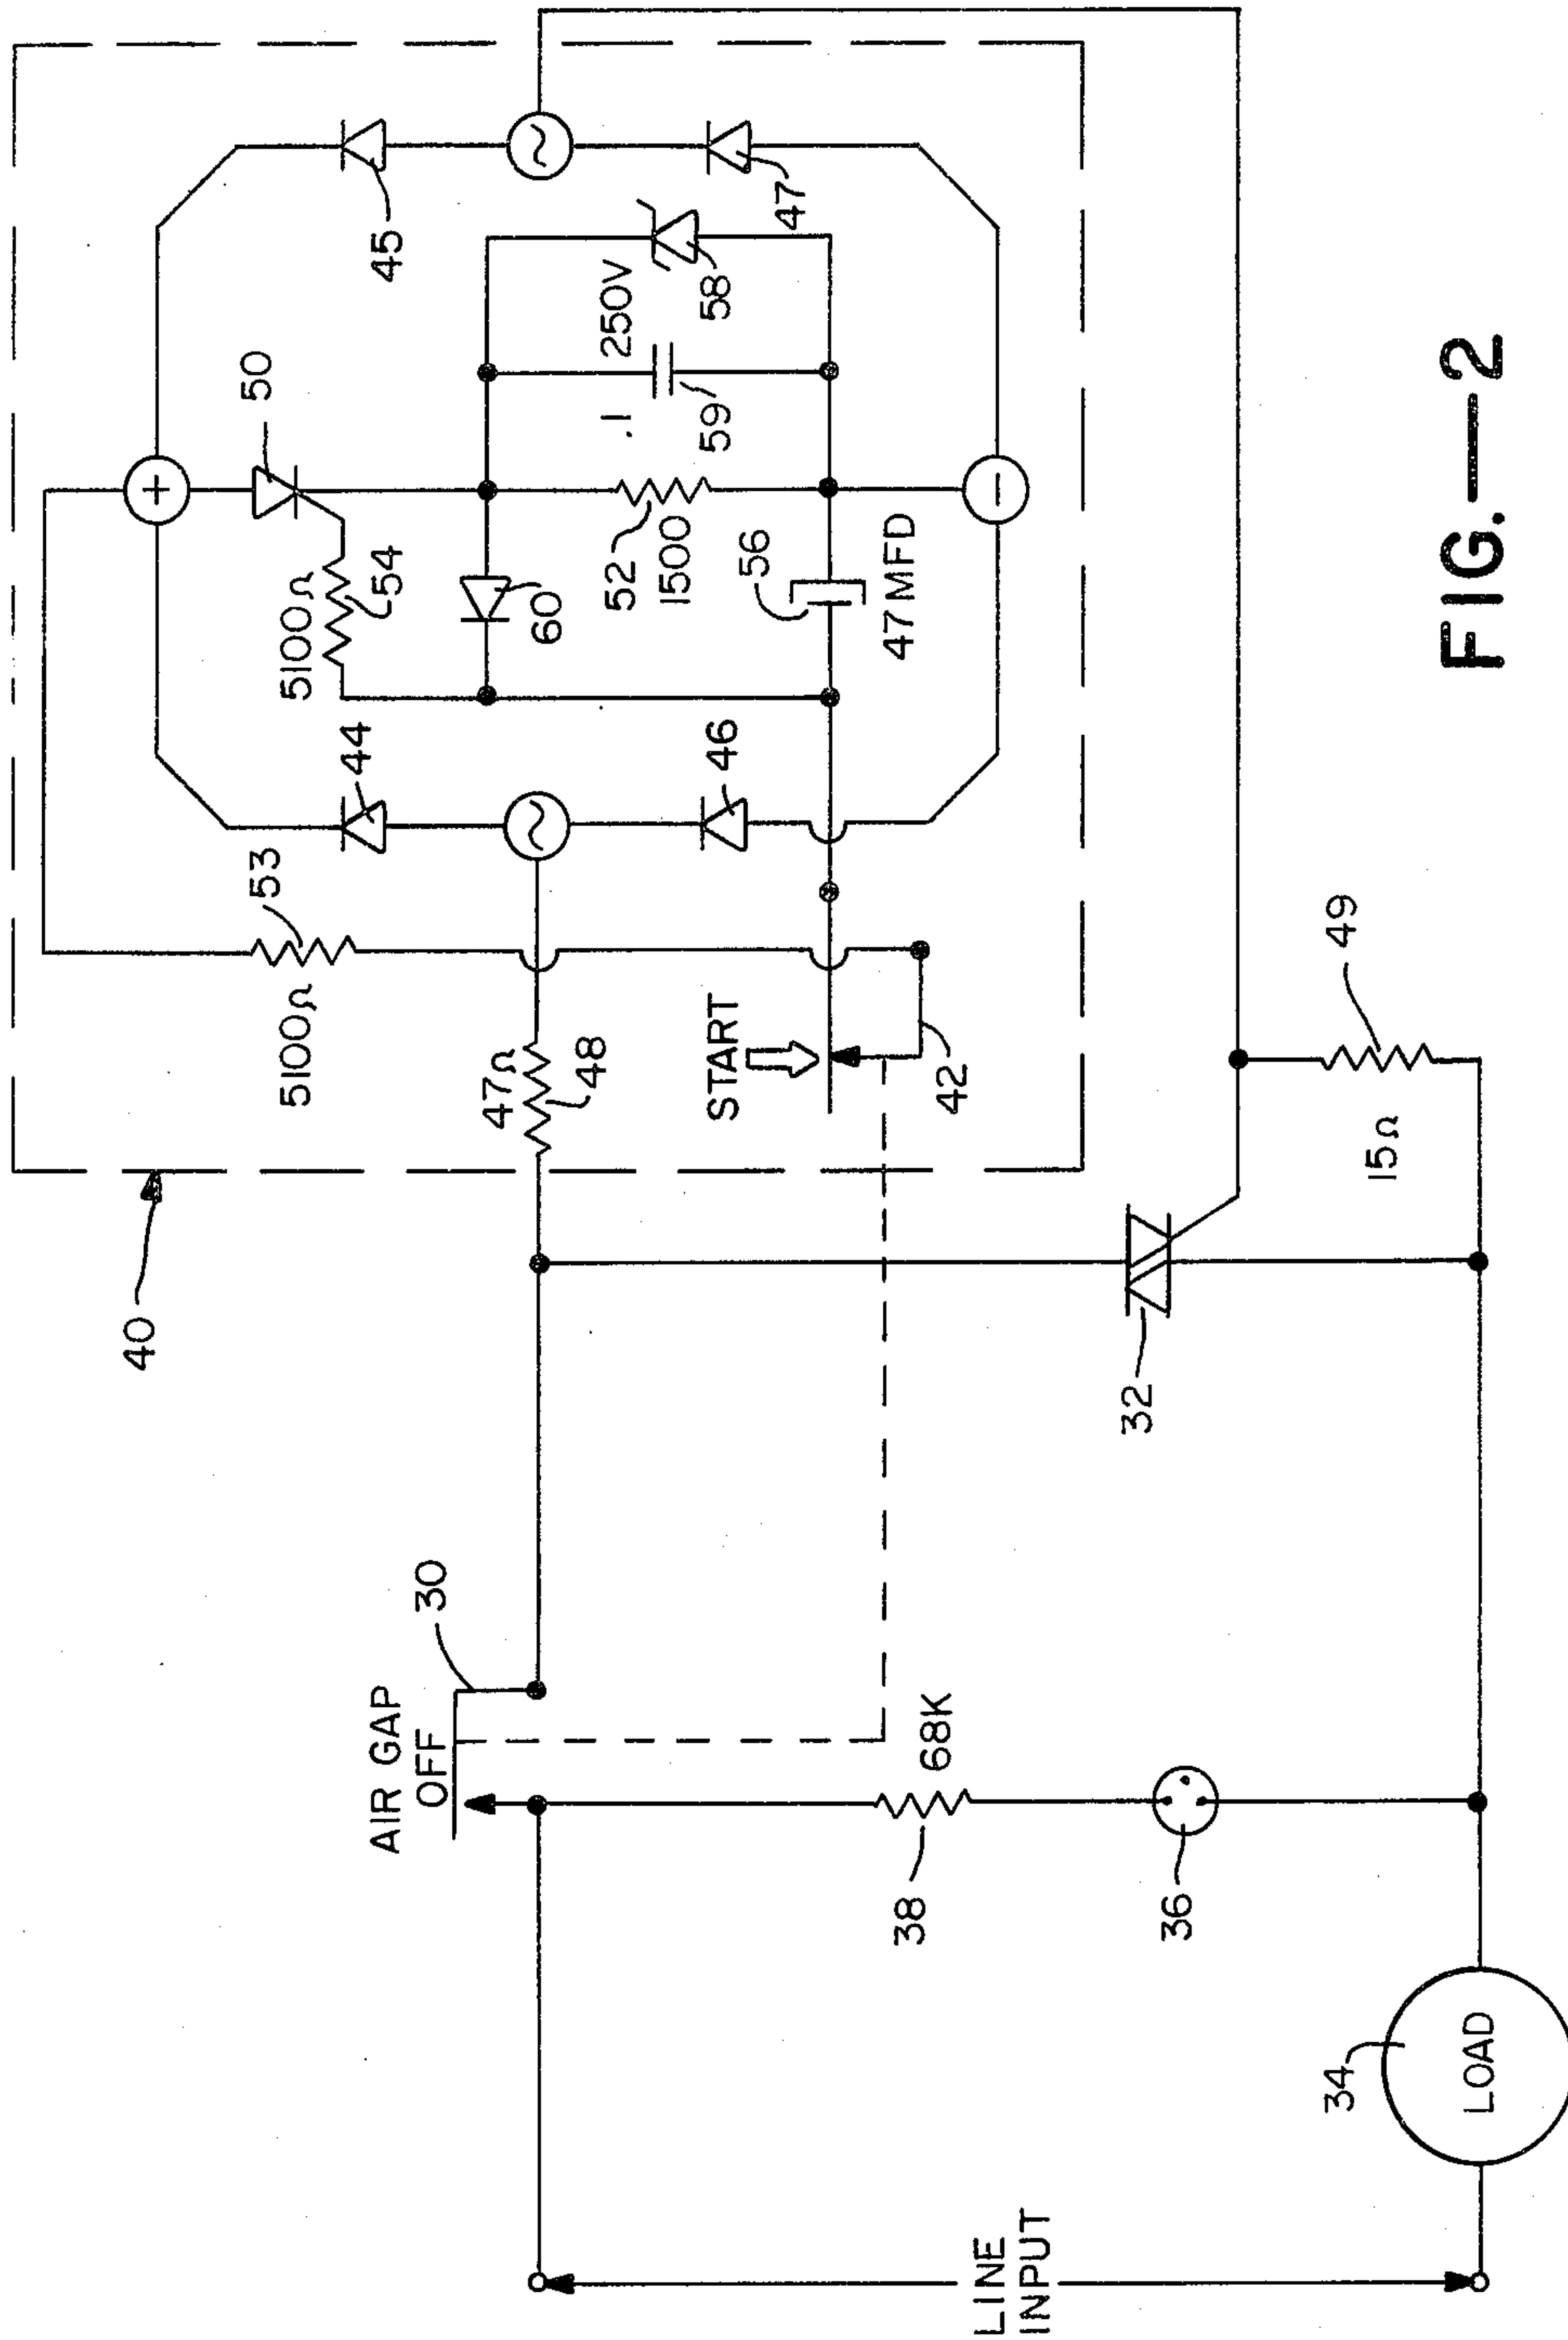 40
5100Ω
53
44
5100Ω
54
50
45
+
47Ω
48
~
46
60
52
1500
.1
250V
59
58
~
47
START
42
56
47MFD
−
AIR GAP
OFF
30
32
15Ω
49
38
68K
36
34
LOAD
LINE
INPUT
FIG.—2